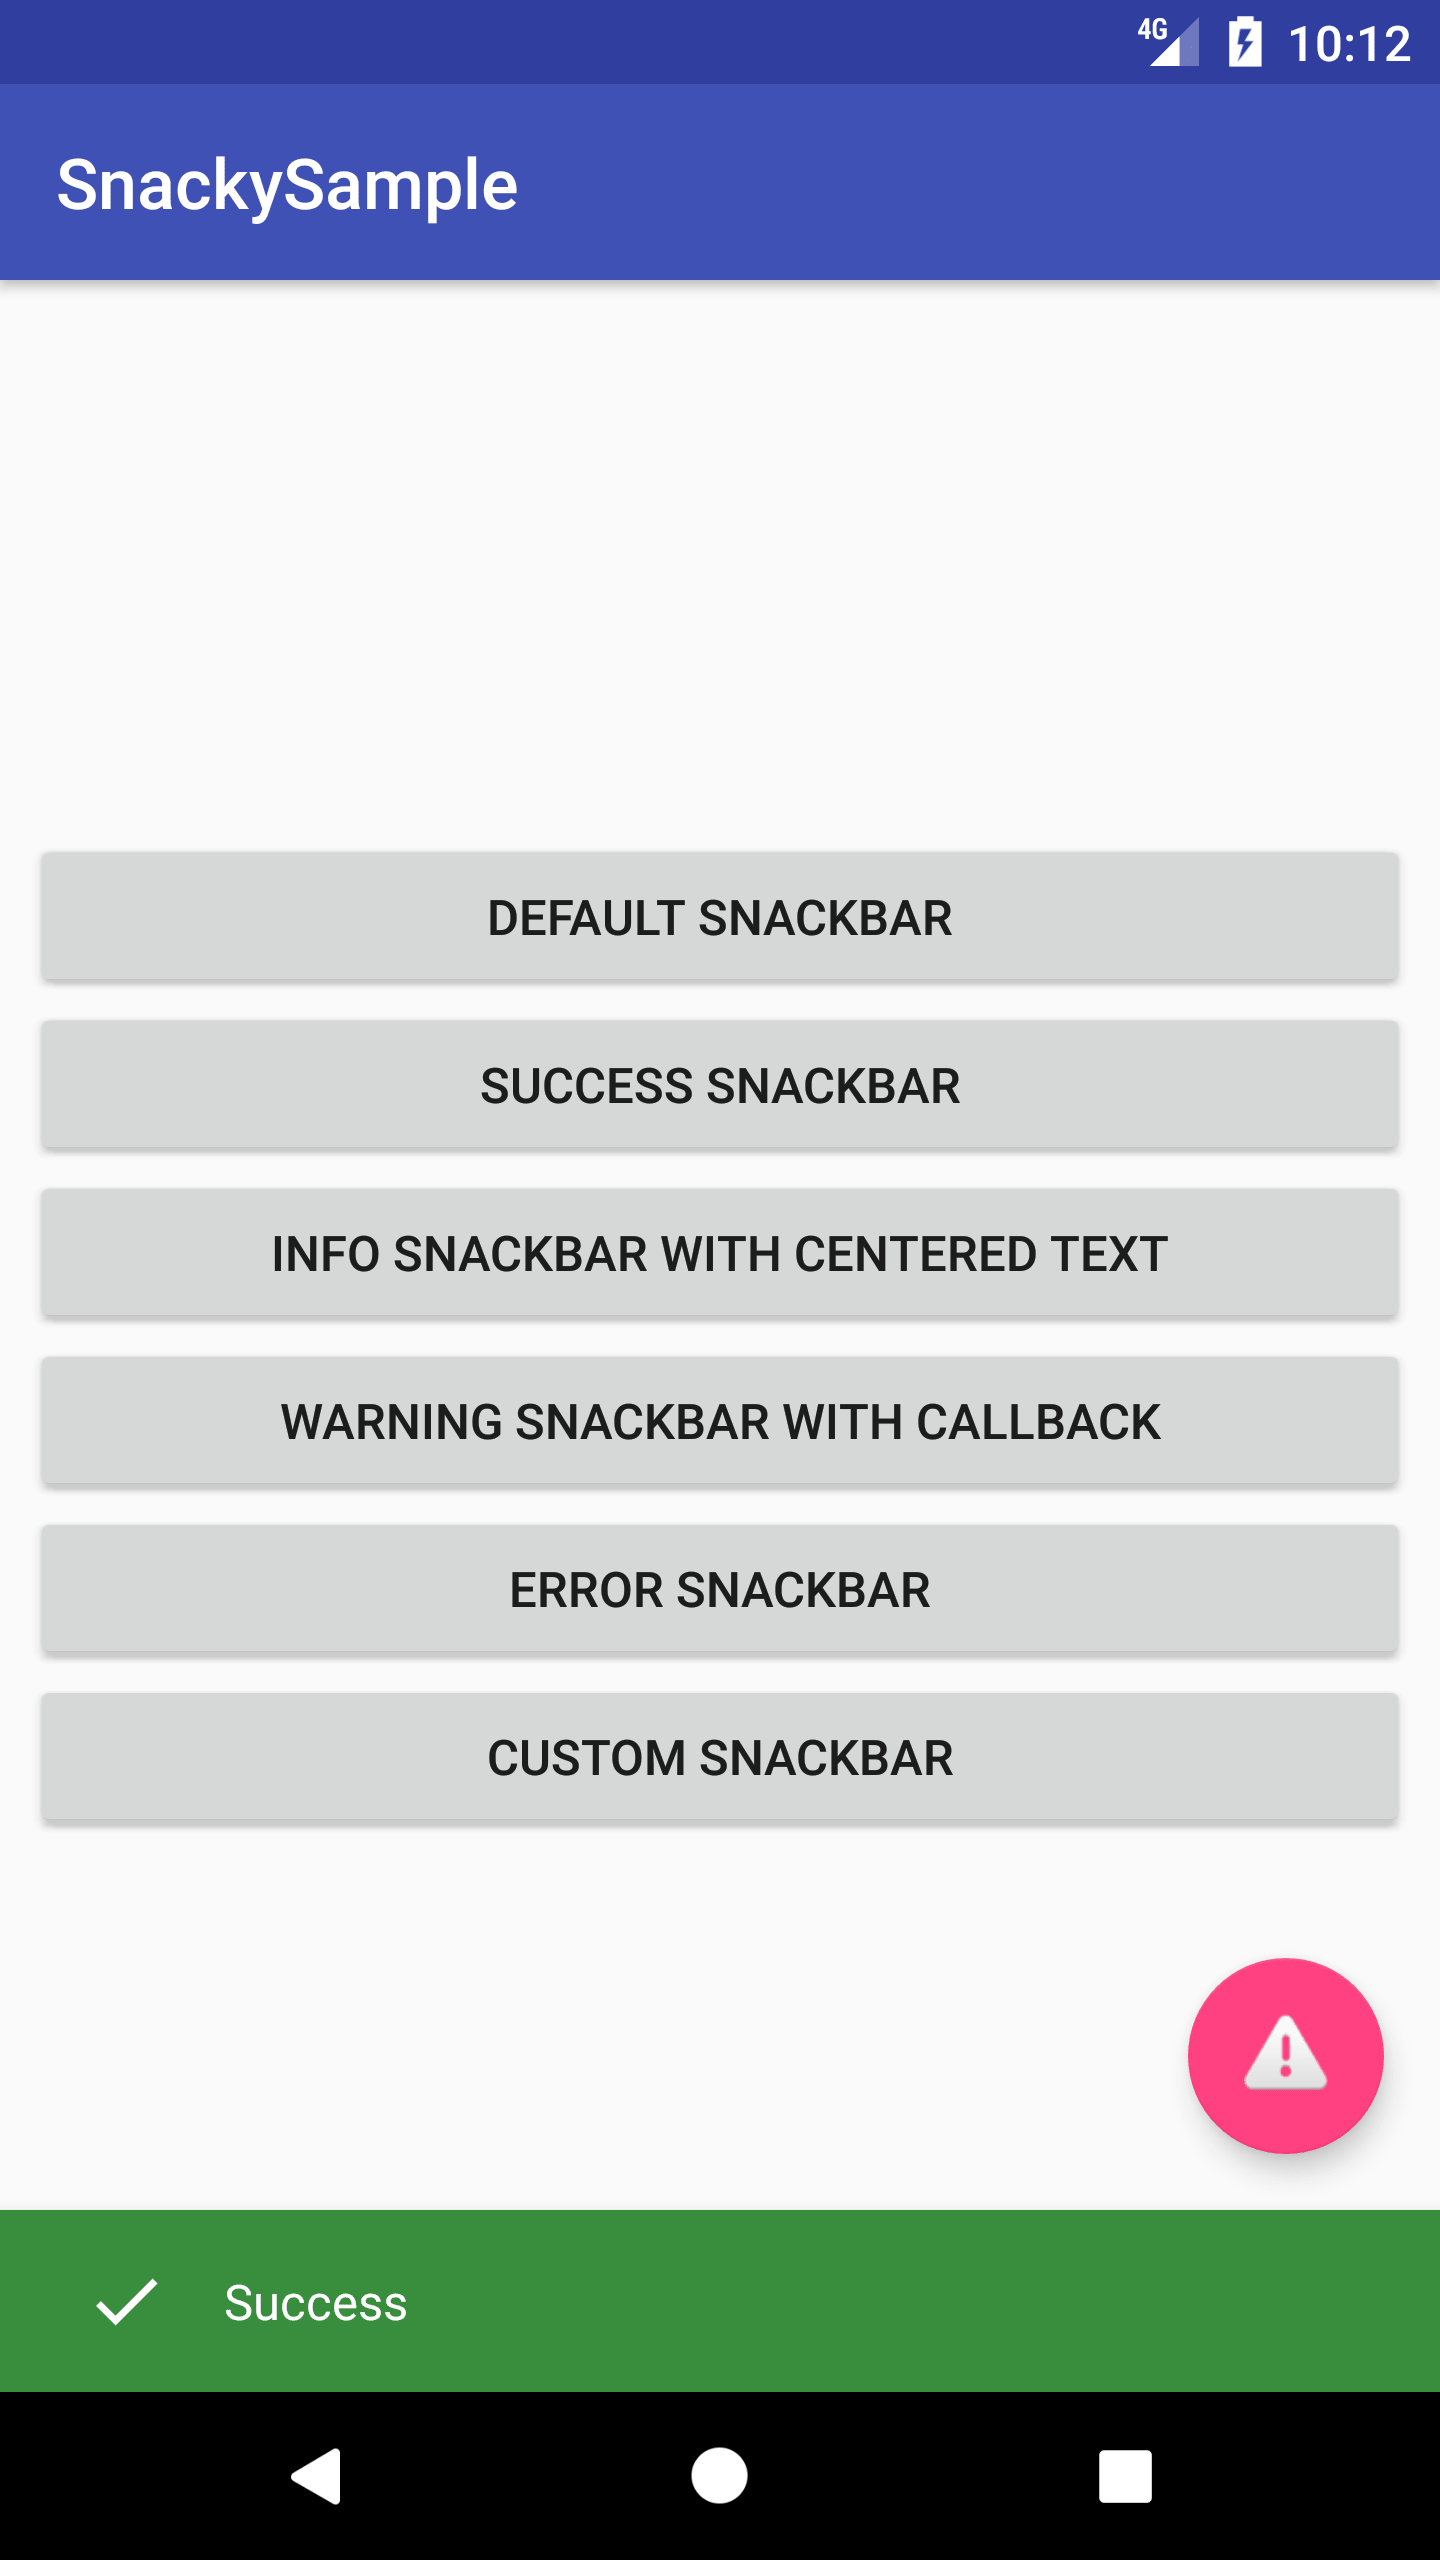 4G 10:12
SnackySample
DEFAULT SNACKBAR
SUCCESS SNACKBAR
INFO SNACKBAR WITH CENTERED TEXT
WARNING SNACKBAR WITH CALLBACK
ERROR SNACKBAR
CUSTOM SNACKBAR
Success